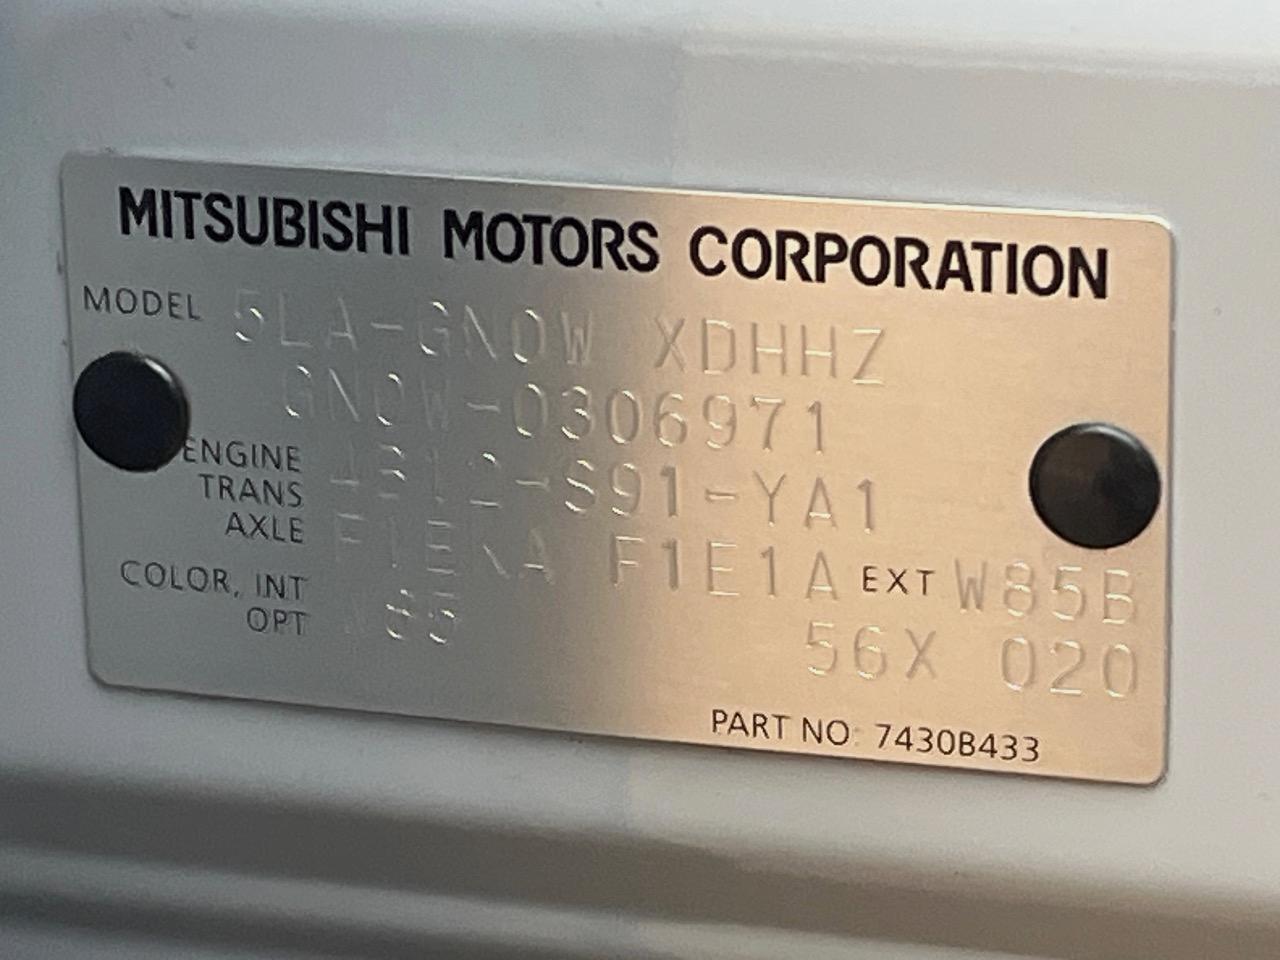 MITSUBISHI MOTORS CORPORATION
MODEL 5LA-GN0W XDHHZ
GN0W-0306971
ENGINE 4B12-S91-YA1
TRANS
AXLE F1EKA F1E1A
COLOR, INT EXT W85B
OPT 56X 020
PART NO: 7430B433